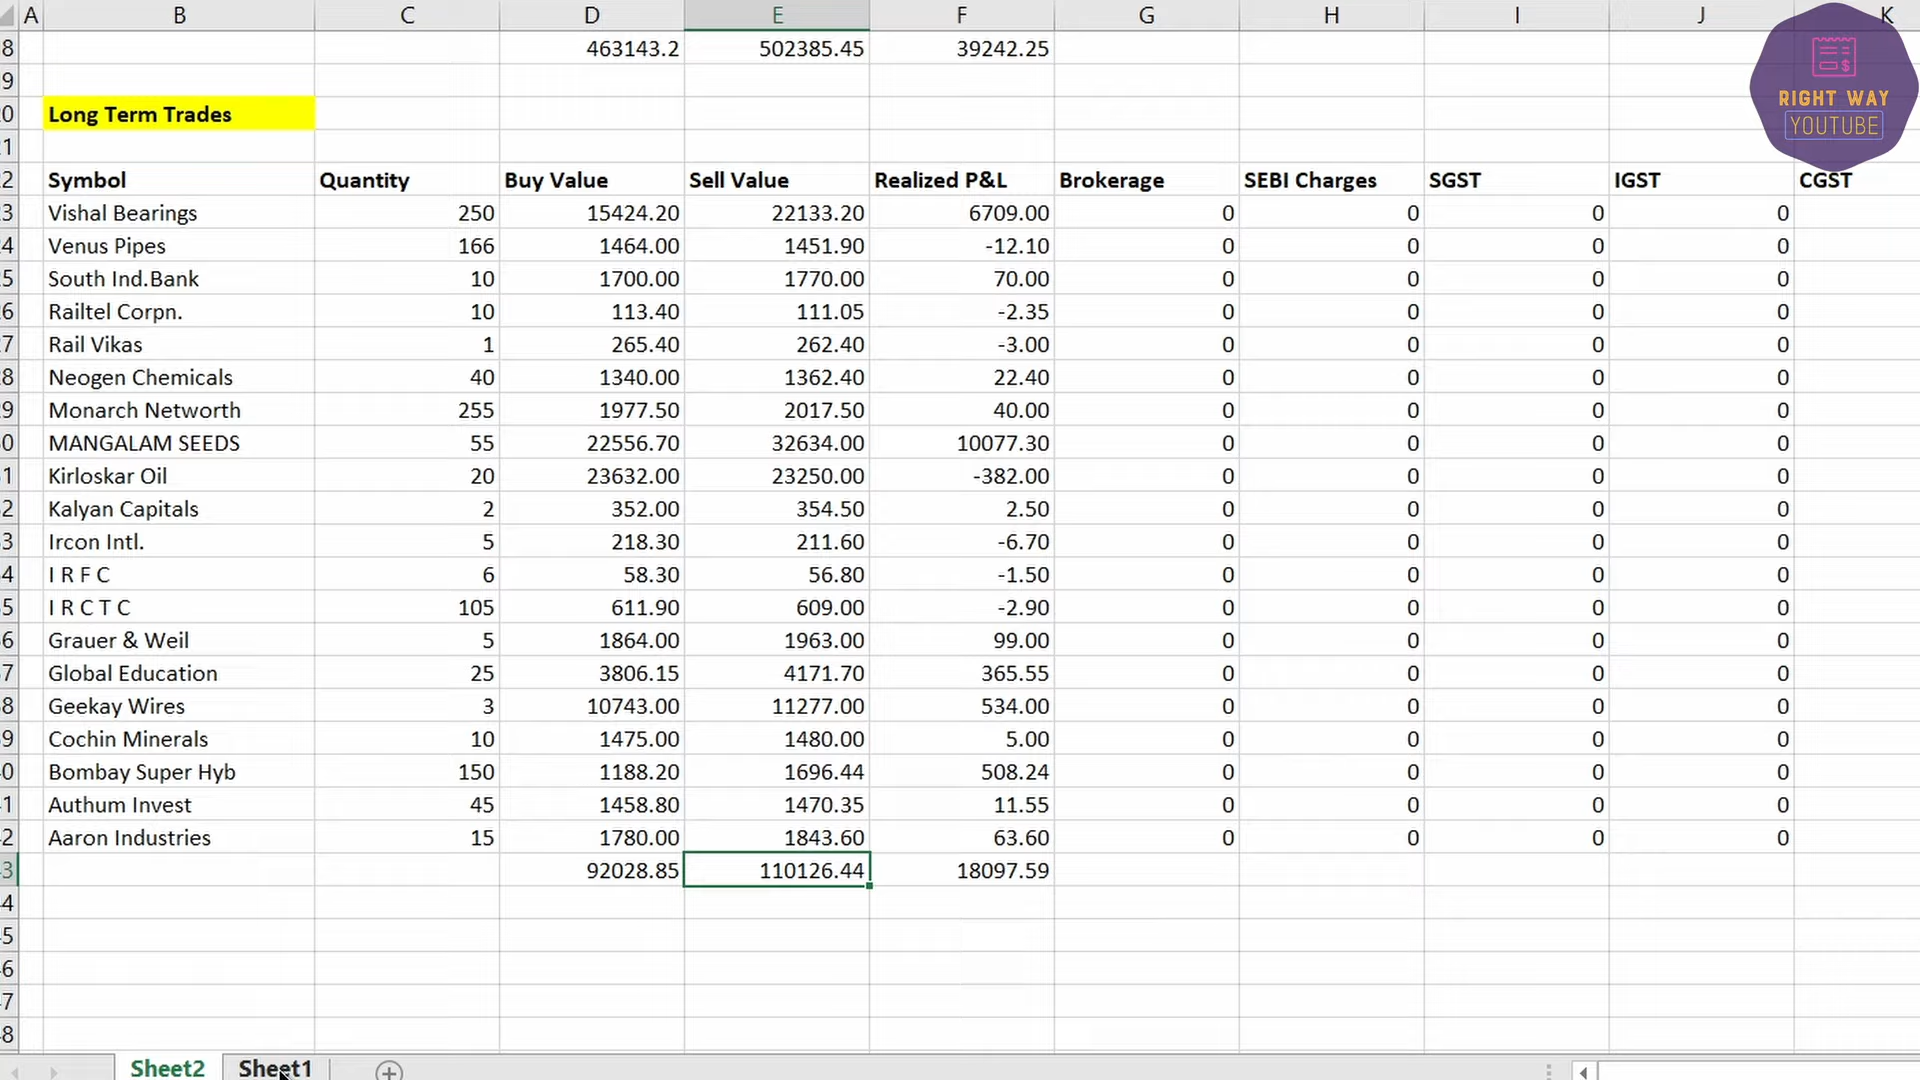 A B C D E F G H I J K
8 463143.2 502385.45 39242.25
9
RIGHT WAY
YOUTUBE
0 Long Term Trades
1
2 Symbol Quantity Buy Value Sell Value Realized P&L Brokerage SEBI Charges SGST IGST CGST
3 Vishal Bearings 250 15424.20 22133.20 6709.00 0 0 0 0
4 Venus Pipes 166 1464.00 1451.90 -12.10 0 0 0 0
5 South Ind.Bank 10 1700.00 1770.00 70.00 0 0 0 0
6 Railtel Corpn. 10 113.40 111.05 -2.35 0 0 0 0
7 Rail Vikas 1 265.40 262.40 -3.00 0 0 0 0
8 Neogen Chemicals 40 1340.00 1362.40 22.40 0 0 0 0
9 Monarch Networth 255 1977.50 2017.50 40.00 0 0 0 0
0 MANGALAM SEEDS 55 22556.70 32634.00 10077.30 0 0 0 0
1 Kirloskar Oil 20 23632.00 23250.00 -382.00 0 0 0 0
2 Kalyan Capitals 2 352.00 354.50 2.50 0 0 0 0
3 Ircon Intl. 5 218.30 211.60 -6.70 0 0 0 0
4 I R F C 6 58.30 56.80 -1.50 0 0 0 0
5 I R C T C 105 611.90 609.00 -2.90 0 0 0 0
6 Grauer & Weil 5 1864.00 1963.00 99.00 0 0 0 0
7 Global Education 25 3806.15 4171.70 365.55 0 0 0 0
8 Geekay Wires 3 10743.00 11277.00 534.00 0 0 0 0
9 Cochin Minerals 10 1475.00 1480.00 5.00 0 0 0 0
0 Bombay Super Hyb 150 1188.20 1696.44 508.24 0 0 0 0
1 Authum Invest 45 1458.80 1470.35 11.55 0 0 0 0
2 Aaron Industries 15 1780.00 1843.60 63.60 0 0 0 0
3 92028.85 110126.44 18097.59
4
5
6
7
8
Sheet2 Sheet1